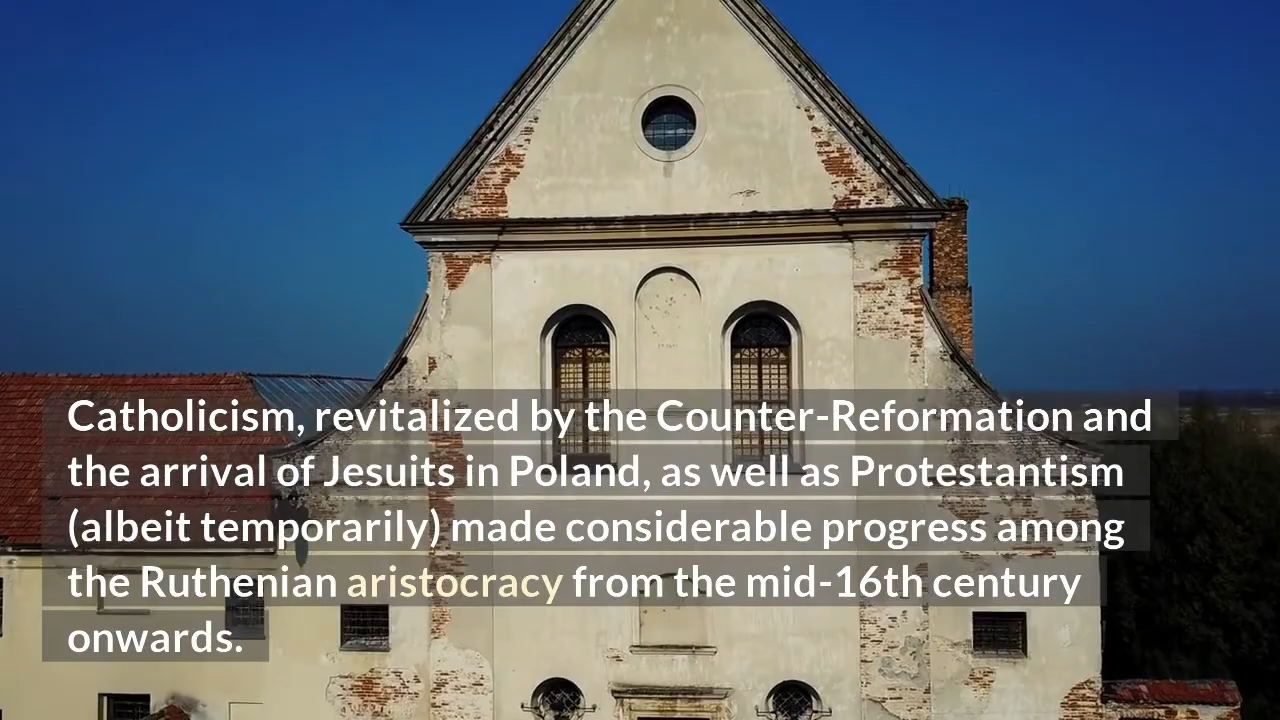 Catholicism, revitalized by the Counter-Reformation and
the arrival of Jesuits in Poland, as well as Protestantism
(albeit temporarily) made considerable progress among
the Ruthenian aristocracy from the mid-16th century
onwards.